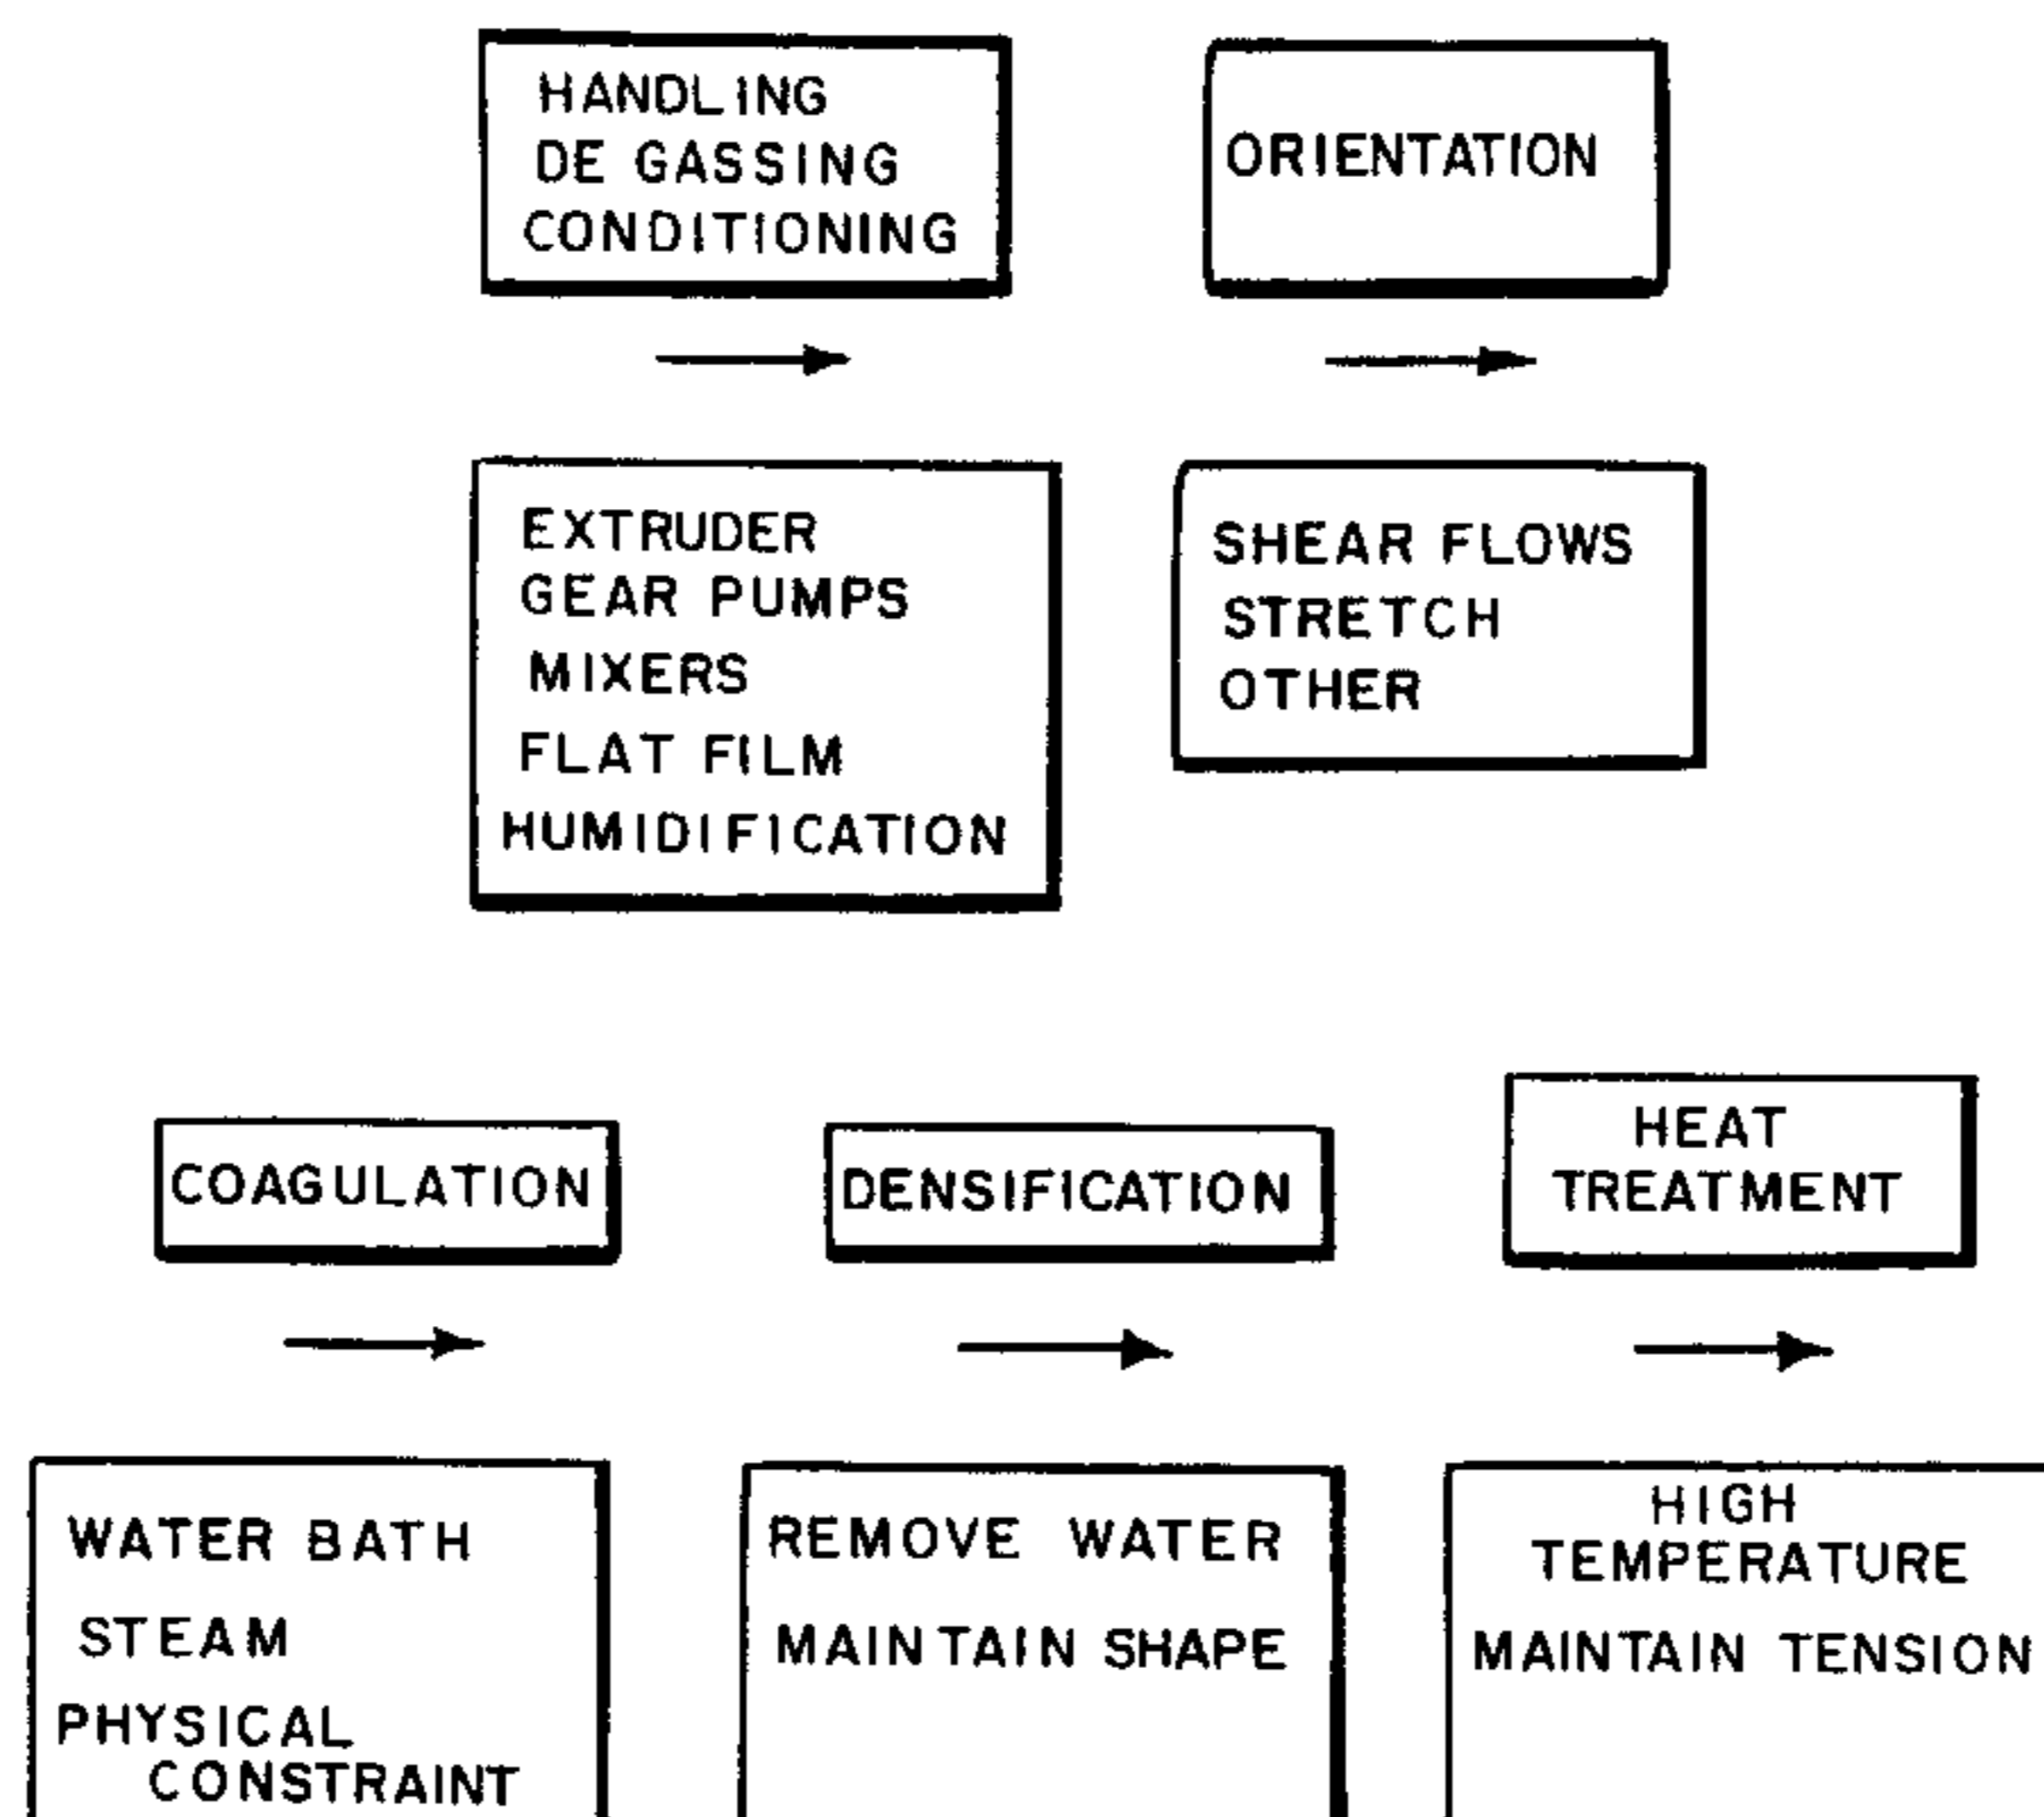 HANDLING
DE GASSING
CONDITIONING
ORIENTATION
EXTRUDER
GEAR PUMPS
MIXERS
FLAT FILM
HUMIDIFICATION
SHEAR FLOWS
STRETCH
OTHER
COAGULATION
DENSIFICATION
HEAT
TREATMENT
WATER BATH
STEAM
PHYSICAL
CONSTRAINT
REMOVE WATER
MAINTAIN SHAPE
HIGH
TEMPERATURE
MAINTAIN TENSION